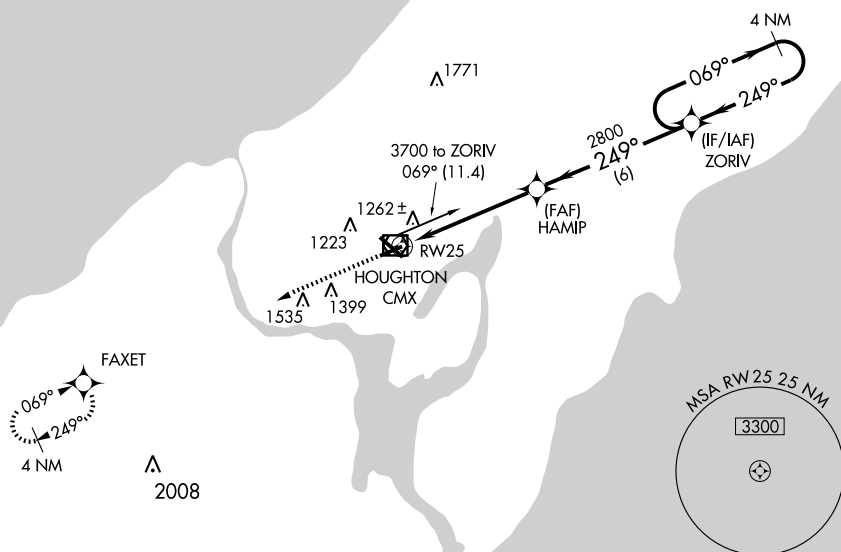 4 NM
1771
069°
249°
(IF/IAF)
ZORIV
2800
249°
(6)
3700 to ZORIV
069° (11.4)
(FAF)
HAMIP
1262 ±
1223
RW25
HOUGHTON
CMX
1535
1399
FAXET
069°
249°
4 NM
2008
MSA RW25 25 NM
3300